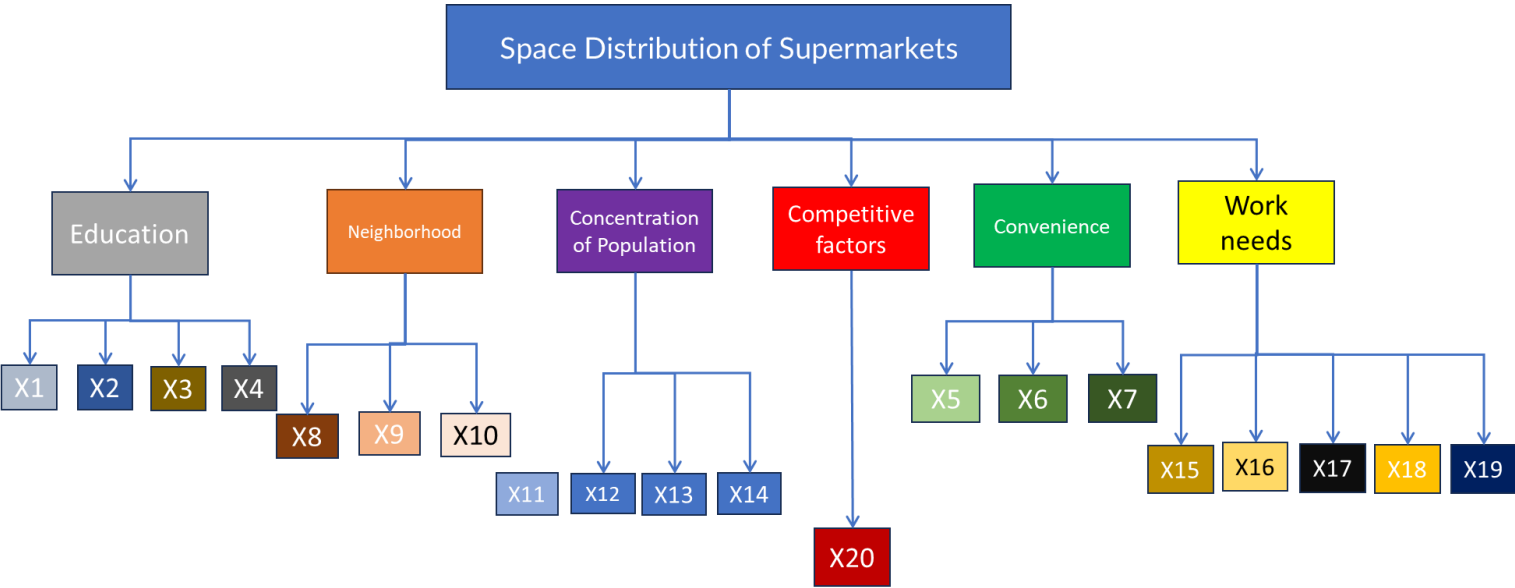 Space Distribution of Supermarkets
Education
Neighborhood
Concentration
of Population
Competitive
factors
Convenience
Work
needs
X1
X2
X3
X4
X8
X9
X10
X11
X12
X13
X14
X20
X5
X6
X7
X15
X16
X17
X18
X19